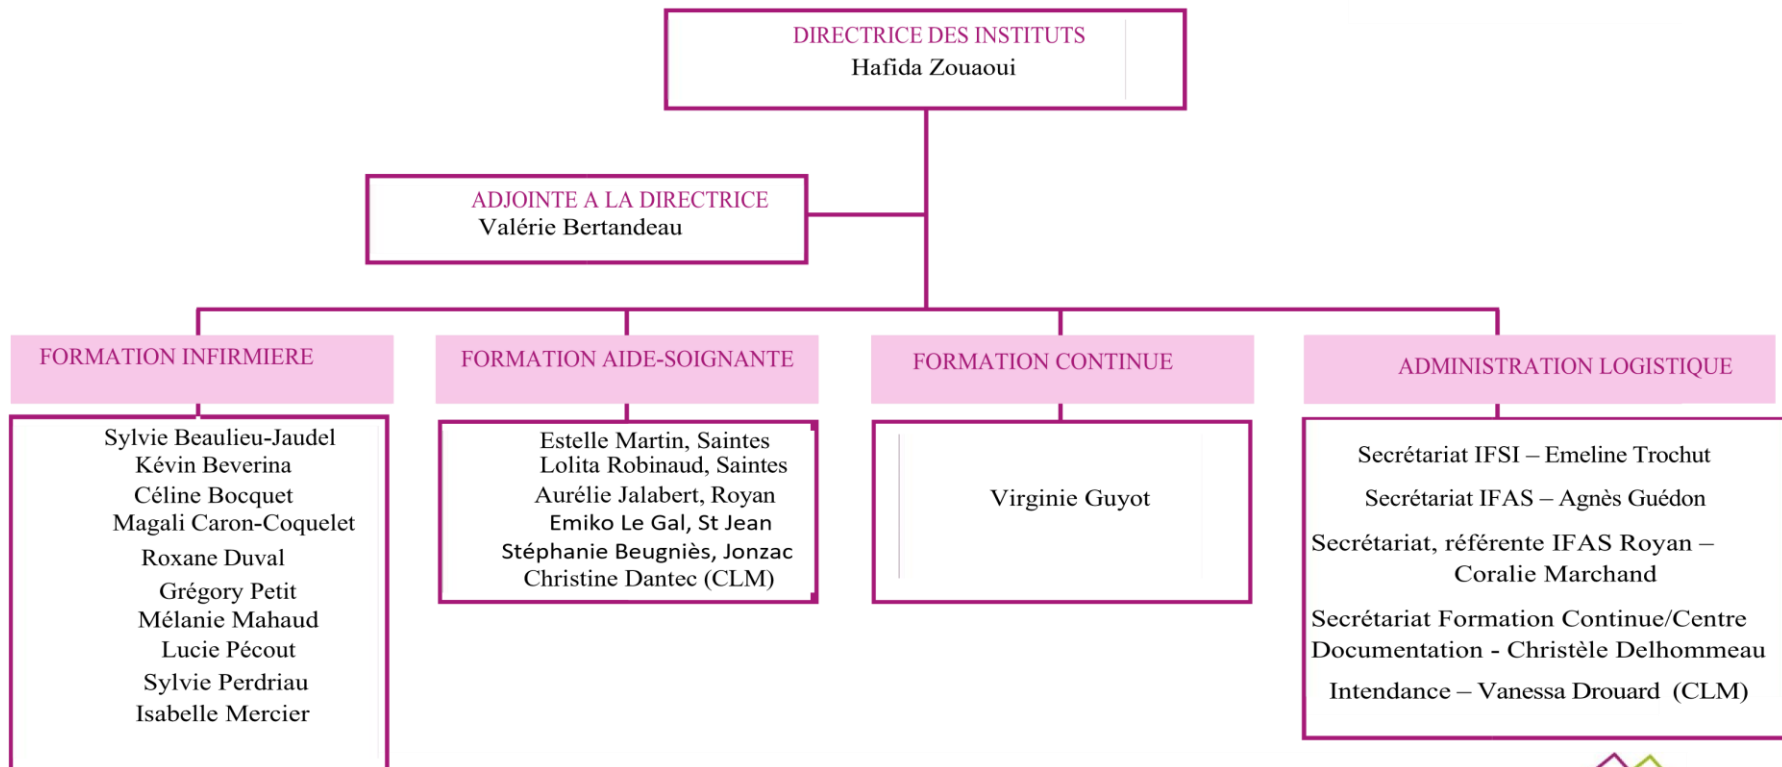 DIRECTRICE DES INSTITUTS
Hafida Zouaoui
ADJOINTE A LA DIRECTRICE
Valérie Bertandeau
FORMATION INFIRMIERE
Sylvie Beaulieu-Jaudel
Kévin Beverina
Céline Bocquet
Magali Caron-Coquelet
Roxane Duval
Grégory Petit
Mélanie Mahaud
Lucie Pécout
Sylvie Perdriau
Isabelle Mercier
FORMATION AIDE-SOIGNANTE
Estelle Martin, Saintes
Lolita Robinaud, Saintes
Aurélie Jalabert, Royan
Emiko Le Gal, St Jean
Stéphanie Beugniès, Jonzac
Christine Dantec (CLM)
FORMATION CONTINUE
Virginie Guyot
ADMINISTRATION LOGISTIQUE
Secrétariat IFSI – Emeline Trochut
Secrétariat IFAS – Agnès Guédon
Secrétariat, référente IFAS Royan –
Coralie Marchand
Secrétariat Formation Continue/Centre
Documentation - Christèle Delhommeau
Intendance – Vanessa Drouard (CLM)